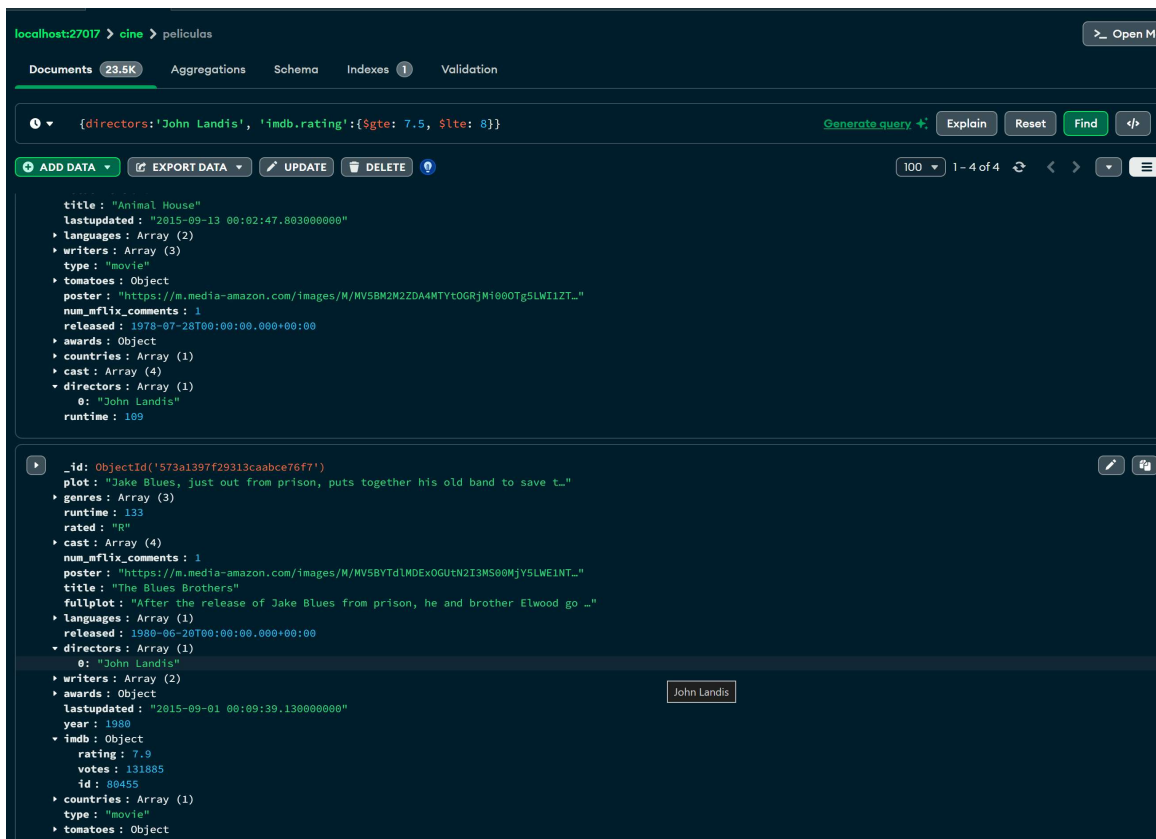 localhost:27017 > cine > peliculas
>_ Open M
Documents 23.5K Aggregations Schema Indexes 1 Validation
{directors:'John Landis', 'imdb.rating':{$gte: 7.5, $lte: 8}}
Generate query Explain Reset Find </>
ADD DATA EXPORT DATA UPDATE DELETE 100 1 – 4 of 4
title : "Animal House"
lastupdated : "2015-09-13 00:02:47.803000000"
languages : Array (2)
writers : Array (3)
type : "movie"
tomatoes : Object
poster : "https://m.media-amazon.com/images/M/MV5BM2M2ZDA4MTYtOGRjMi00OTg5LWI1ZT…"
num_mflix_comments : 1
released : 1978-07-28T00:00:00.000+00:00
awards : Object
countries : Array (1)
cast : Array (4)
directors : Array (1)
0: "John Landis"
runtime : 109
_id: ObjectId('573a1397f29313caabce76f7')
plot : "Jake Blues, just out from prison, puts together his old band to save t…"
genres : Array (3)
runtime : 133
rated : "R"
cast : Array (4)
num_mflix_comments : 1
poster : "https://m.media-amazon.com/images/M/MV5BYTdlMDExOGUtN2I3MS00MjY5LWE1NT…"
title : "The Blues Brothers"
fullplot : "After the release of Jake Blues from prison, he and brother Elwood go …"
languages : Array (1)
released : 1980-06-20T00:00:00.000+00:00
directors : Array (1)
0: "John Landis"
writers : Array (2)
awards : Object
John Landis
lastupdated : "2015-09-01 00:09:39.130000000"
year : 1980
imdb : Object
rating : 7.9
votes : 131885
id : 80455
countries : Array (1)
type : "movie"
tomatoes : Object